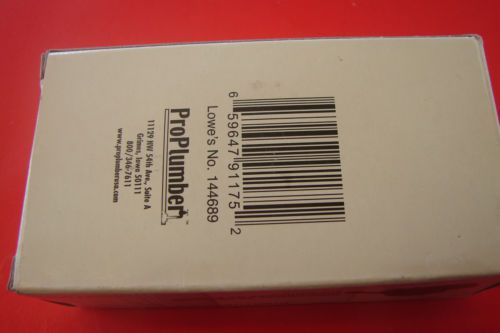 6 59647 91175 2
Lowe's No. 144689
ProPlumber™
11129 NW 54th Ave., Suite A
Grimes, Iowa 50111
800/346-7611
www.proplumberusa.com